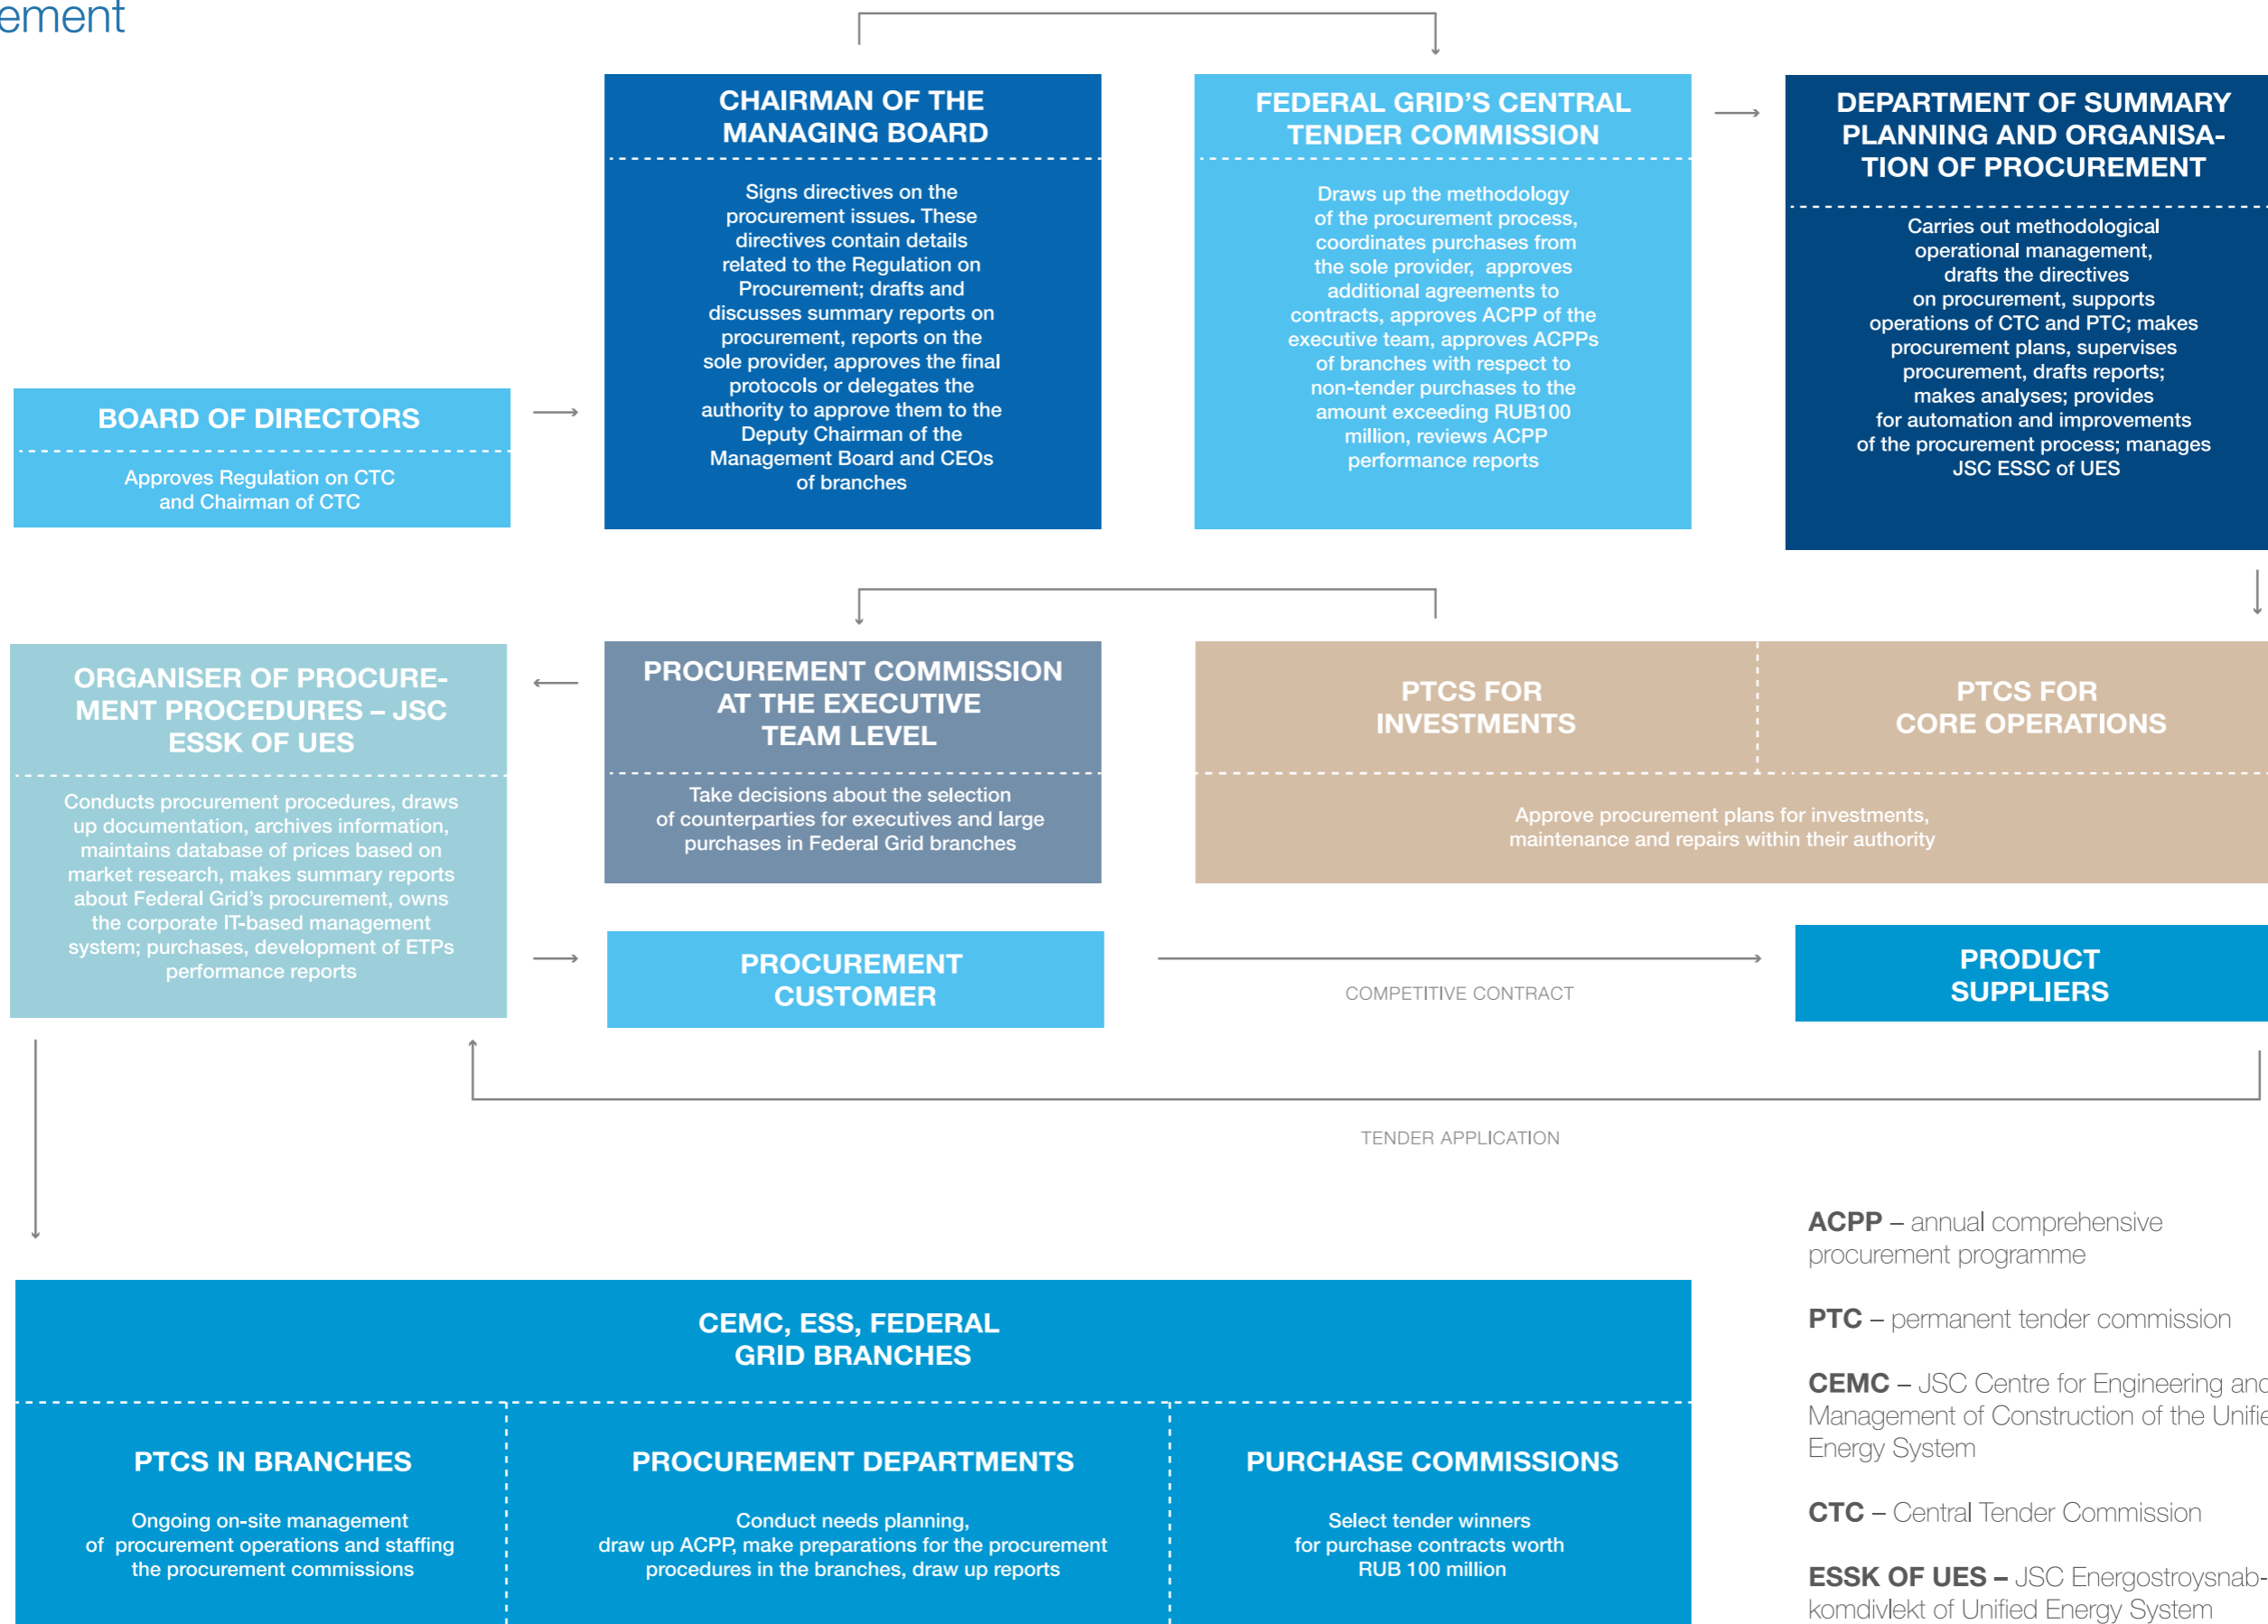 ement
CHAIRMAN OF THE
MANAGING BOARD
Signs directives on the
procurement issues. These
directives contain details
related to the Regulation on
Procurement; drafts and
discusses summary reports on
procurement, reports on the
sole provider, approves the final
protocols or delegates the
authority to approve them to the
Deputy Chairman of the
Management Board and CEOs
of branches
FEDERAL GRID'S CENTRAL
TENDER COMMISSION
Draws up the methodology
of the procurement process,
coordinates purchases from
the sole provider, approves
additional agreements to
contracts, approves ACPP of the
executive team, approves ACPPs
of branches with respect to
non-tender purchases to the
amount exceeding RUB100
million, reviews ACPP
performance reports
DEPARTMENT OF SUMMARY
PLANNING AND ORGANISA-
TION OF PROCUREMENT
Carries out methodological
operational management,
drafts the directives
on procurement, supports
operations of CTC and PTC; makes
procurement plans, supervises
procurement, drafts reports;
makes analyses; provides
for automation and improvements
of the procurement process; manages
JSC ESSC of UES
BOARD OF DIRECTORS
Approves Regulation on CTC
and Chairman of CTC
ORGANISER OF PROCURE-
MENT PROCEDURES – JSC
ESSK OF UES
Conducts procurement procedures, draws
up documentation, archives information,
maintains database of prices based on
market research, makes summary reports
about Federal Grid's procurement, owns
the corporate IT-based management
system; purchases, development of ETPs
performance reports
PROCUREMENT COMMISSION
AT THE EXECUTIVE
TEAM LEVEL
Take decisions about the selection
of counterparties for executives and large
purchases in Federal Grid branches
PTCS FOR
INVESTMENTS
PTCS FOR
CORE OPERATIONS
Approve procurement plans for investments,
maintenance and repairs within their authority
PROCUREMENT
CUSTOMER
COMPETITIVE CONTRACT
PRODUCT
SUPPLIERS
TENDER APPLICATION
CEMC, ESS, FEDERAL
GRID BRANCHES
PTCS IN BRANCHES
Ongoing on-site management
of procurement operations and staffing
the procurement commissions
PROCUREMENT DEPARTMENTS
Conduct needs planning,
draw up ACPP, make preparations for the procurement
procedures in the branches, draw up reports
PURCHASE COMMISSIONS
Select tender winners
for purchase contracts worth
RUB 100 million
ACPP – annual comprehensive
procurement programme
PTC – permanent tender commission
CEMC – JSC Centre for Engineering and
Management of Construction of the Unifie
Energy System
CTC – Central Tender Commission
ESSK OF UES – JSC Energostroysnab-
komdivlekt of Unified Energy System